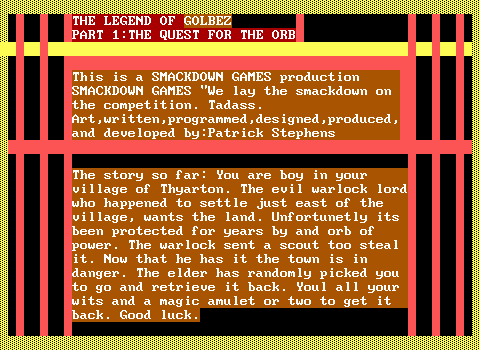 THE LEGEND OF GOLBEZ
PART 1:THE QUEST FOR THE ORB
This is a SMACKDOWN GAMES production
SMACKDOWN GAMES "We lay the smackdown on
the competition. Tadass.
Art,written,programmed,designed,produced,
and developed by:Patrick Stephens
The story so far: You are boy in your
village of Thyarton. The evil warlock lord
who happened to settle just east of the
village, wants the land. Unfortunetly its
been protected for years by and orb of
power. The warlock sent a scout too steal
it. Now that he has it the town is in
danger. The elder has randomly picked you
to go and retrieve it back. Youl all your
wits and a magic amulet or two to get it
back. Good luck.